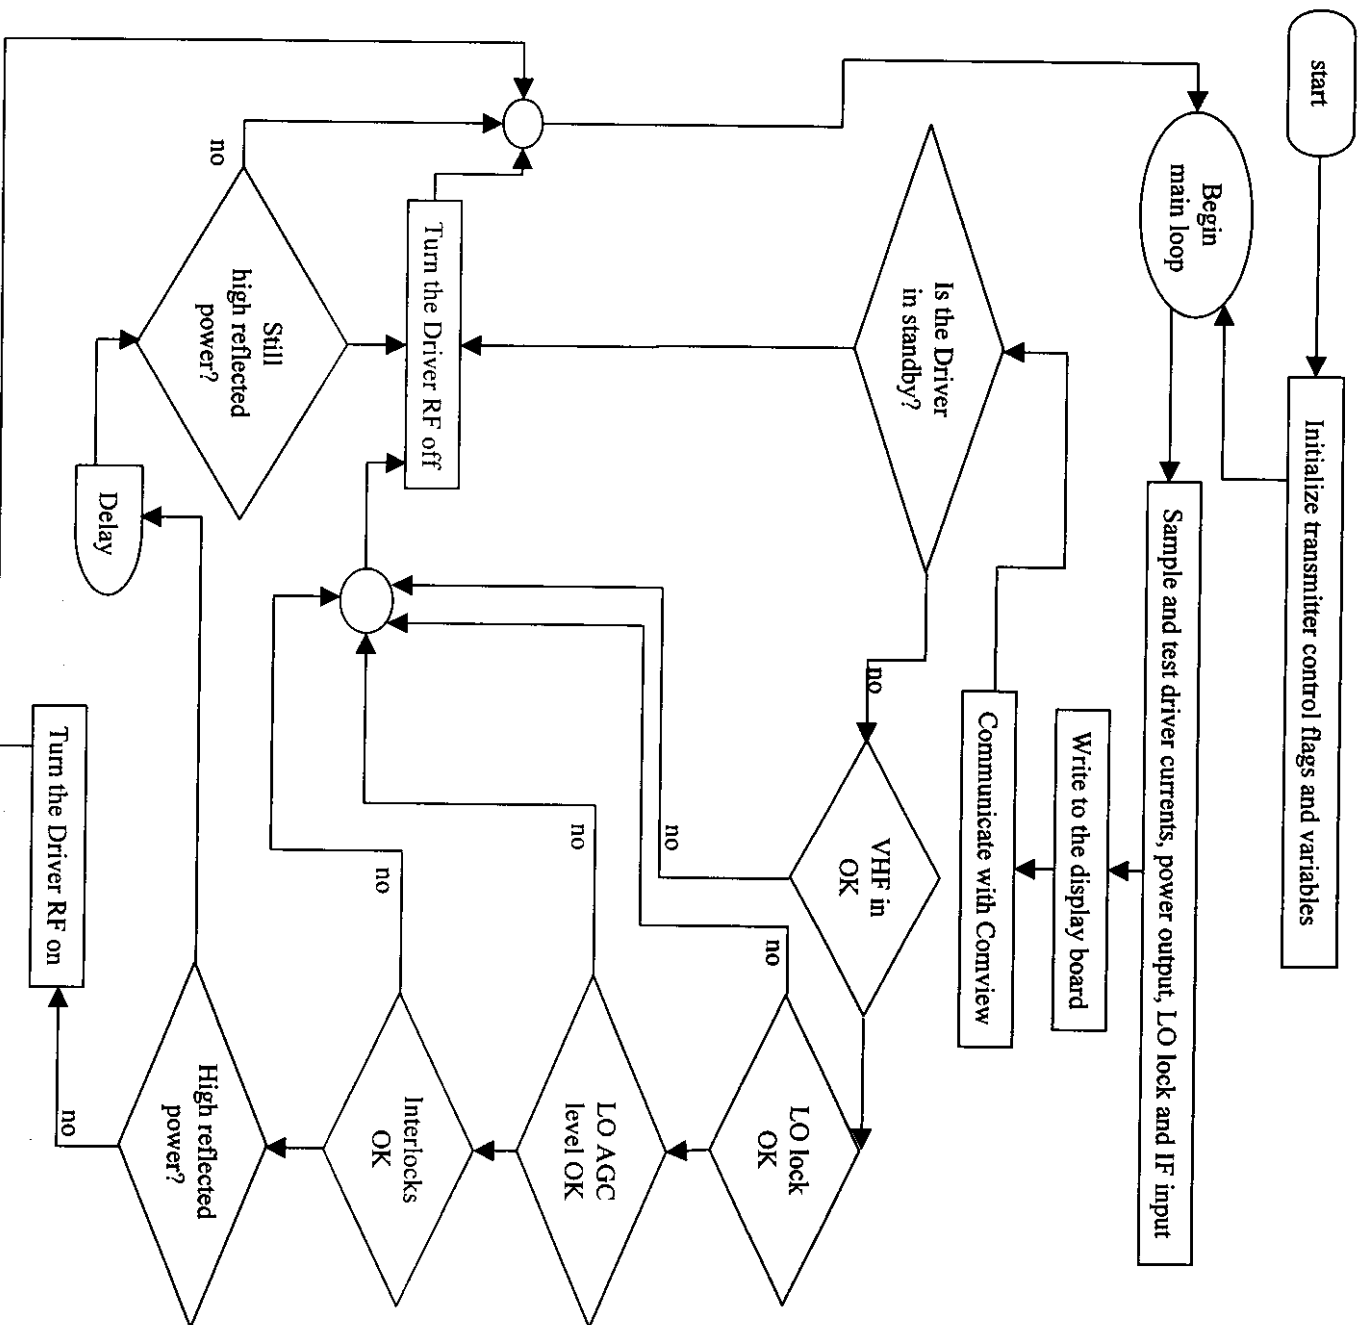 start
Initialize transmitter control flags and variables
Begin
main loop
Sample and test driver currents, power output, LO lock and IF input
Write to the display board
Communicate with Comview
Is the Driver
in standby?
no
VHF in
OK
no
LO lock
OK
no
LO AGC
level OK
no
Interlocks
OK
no
High reflected
power?
no
Turn the Driver RF on
Turn the Driver RF off
Still
high reflected
power?
no
Delay